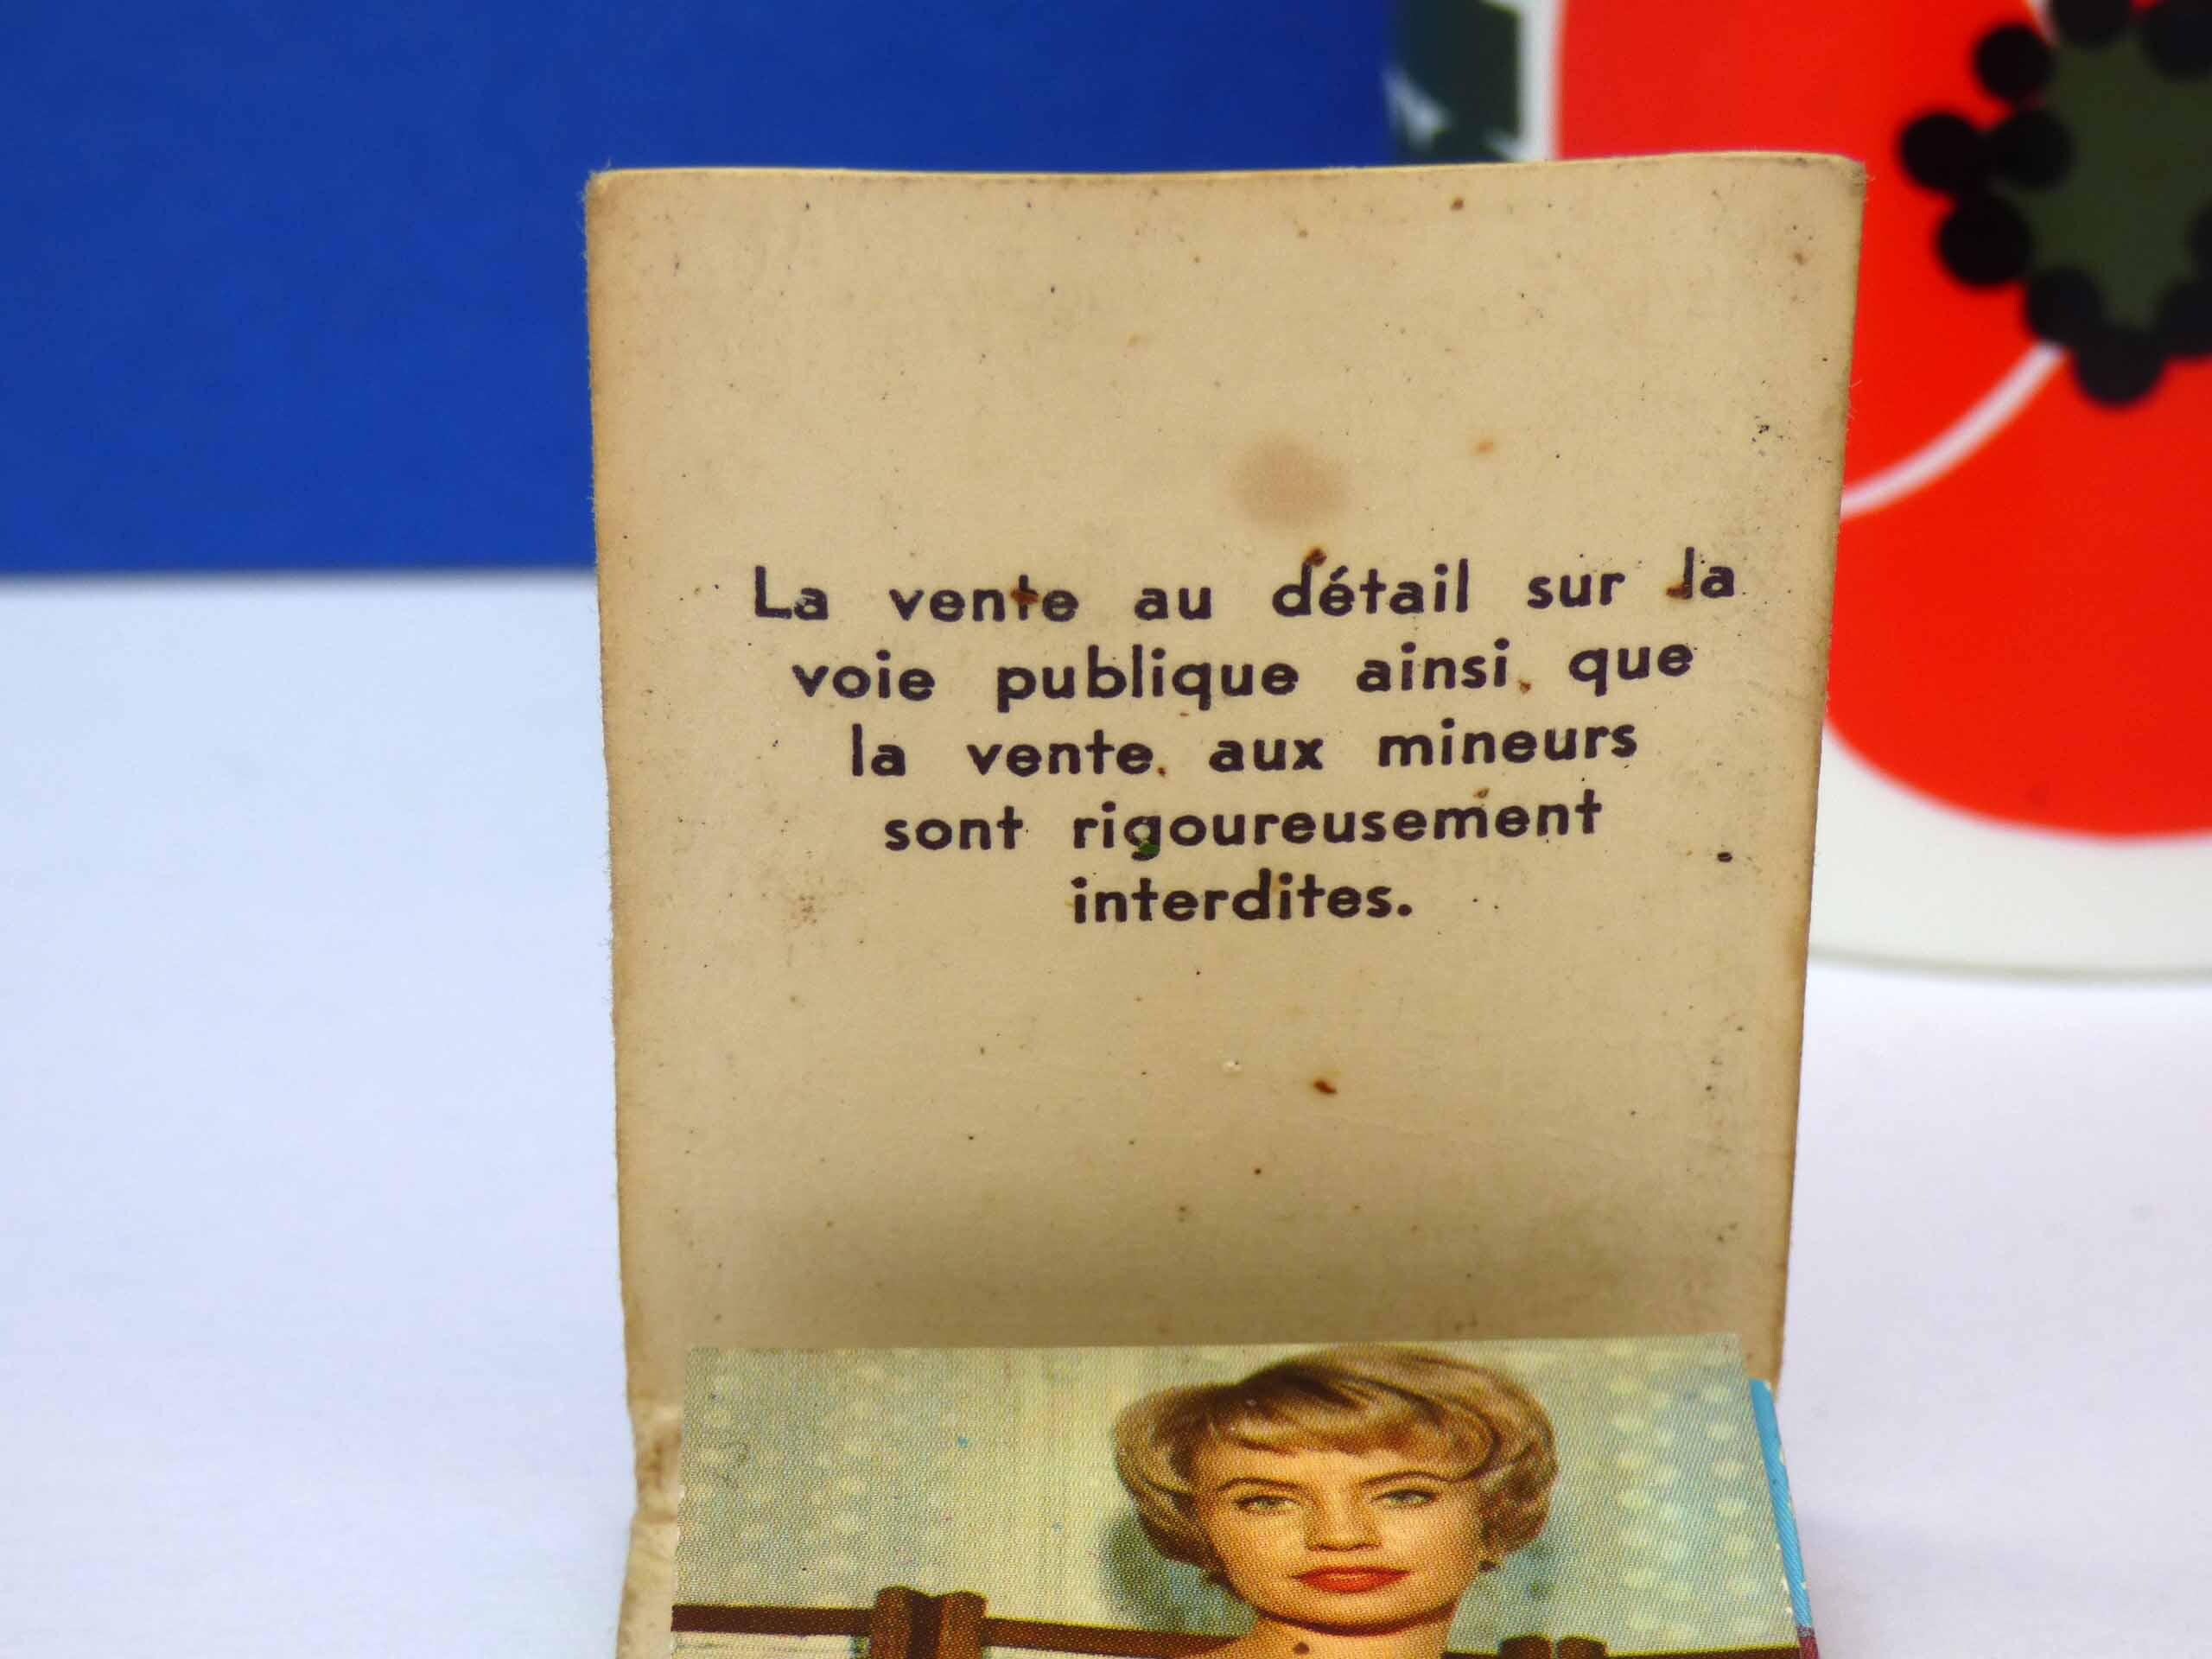 La vente au détail sur la
voie publique ainsi que
la vente aux mineurs
sont rigoureusement
interdites.